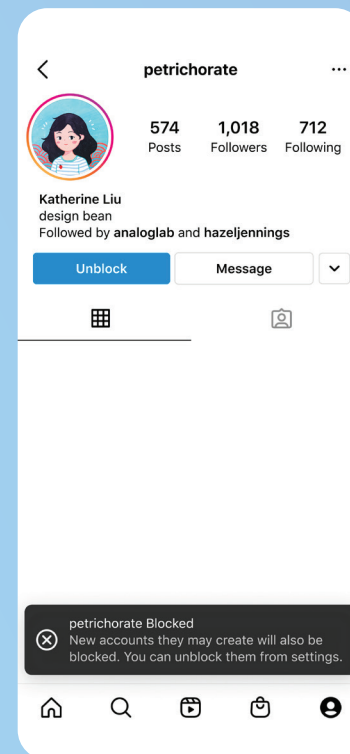 petrichorate
574 1,018 712
Posts Followers Following
Katherine Liu
design bean
Followed by analoglab and hazeljennings
Unblock Message
petrichorate Blocked
New accounts they may create will also be
blocked. You can unblock them from settings.